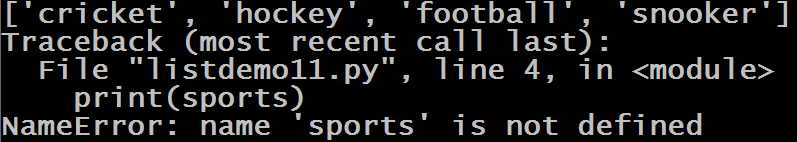 ['cricket', 'hockey', 'football', 'snooker']
Traceback (most recent call last):
  File "listdemo11.py", line 4, in <module>
    print(sports)
NameError: name 'sports' is not defined